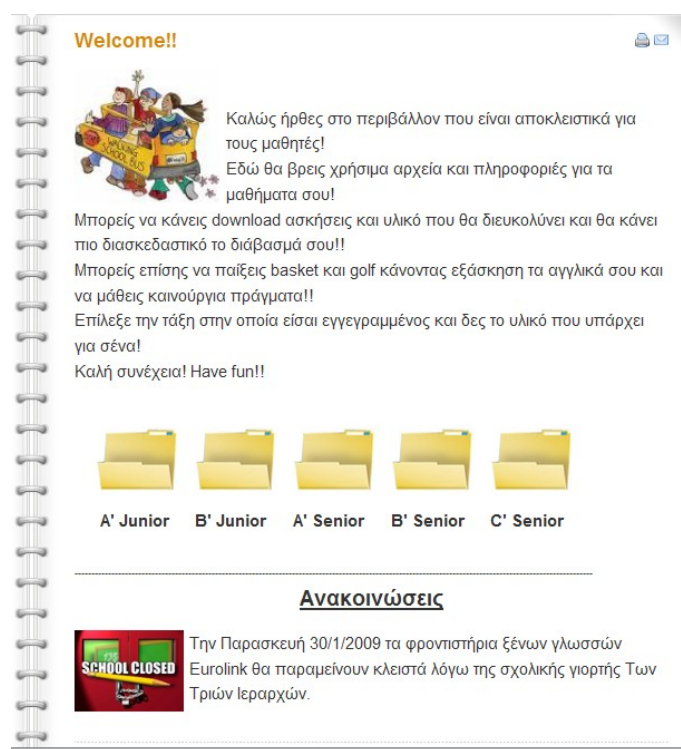 Welcome!!
WALKING
SCHOOL BUS
Καλώς ήρθες στο περιβάλλον που είναι αποκλειστικά για
τους μαθητές!
Εδώ θα βρεις χρήσιμα αρχεία και πληροφοριές για τα
μαθήματα σου!
Μπορείς να κάνεις download ασκήσεις και υλικό που θα διευκολύνει και θα κάνει
πιο διασκεδαστικό το διάβασμά σου!!
Μπορείς επίσης να παίξεις basket και golf κάνοντας εξάσκηση τα αγγλικά σου και
να μάθεις καινούργια πράγματα!!
Επίλεξε την τάξη στην οποία είσαι εγγεγραμμένος και δες το υλικό που υπάρχει
για σένα!
Καλή συνέχεια! Have fun!!
A' Junior B' Junior A' Senior B' Senior C' Senior
Ανακοινώσεις
SCHOOL CLOSED
Την Παρασκευή 30/1/2009 τα φροντιστήρια ξένων γλωσσών
Eurolink θα παραμείνουν κλειστά λόγω της σχολικής γιορτής Των
Τριών Ιεραρχών.